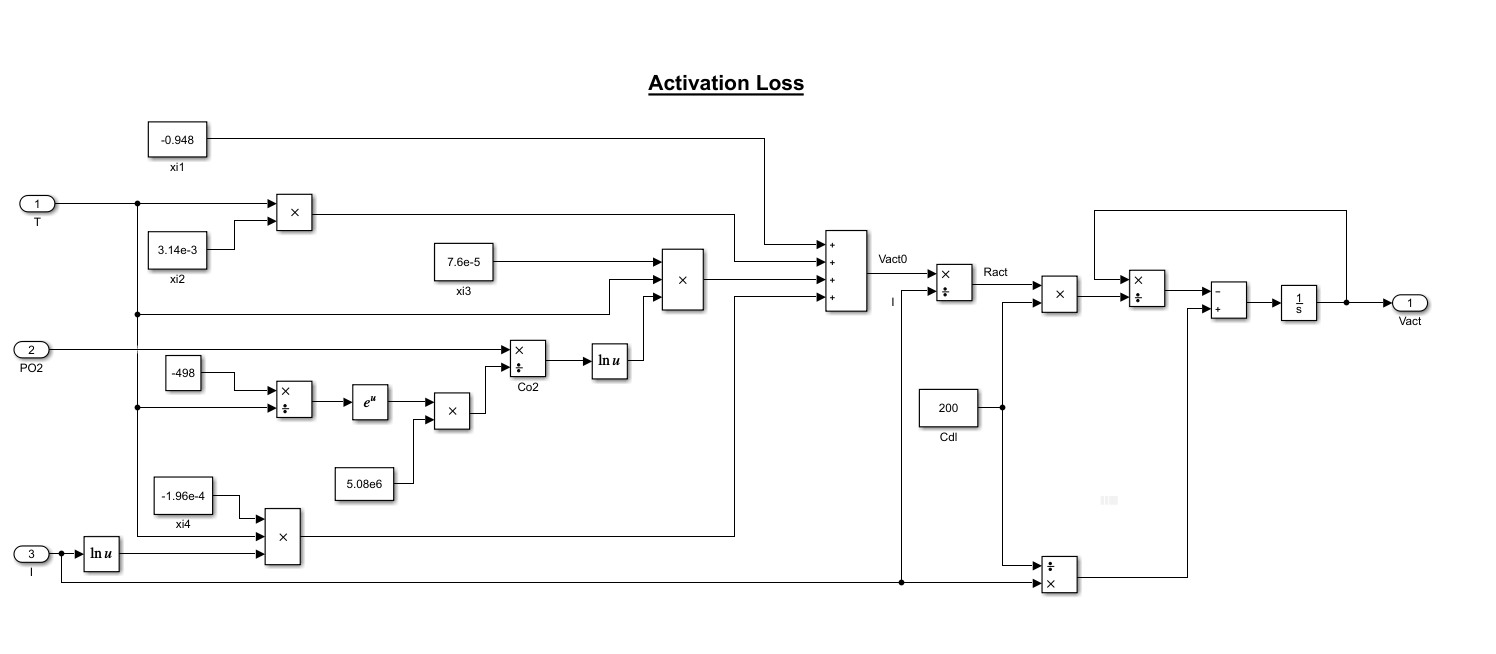 Activation Loss
-0.948
xi1
1
T
×
3.14e-3
xi2
7.6e-5
xi3
×
+
+
+
+
Vact0
I
×
÷
Ract
×
×
÷
−
+
1
s
1
Vact
2
PO2
-498
×
÷
eᵘ
×
×
÷
Co2
ln u
5.08e6
200
Cdl
-1.96e-4
xi4
×
3
I
ln u
÷
×